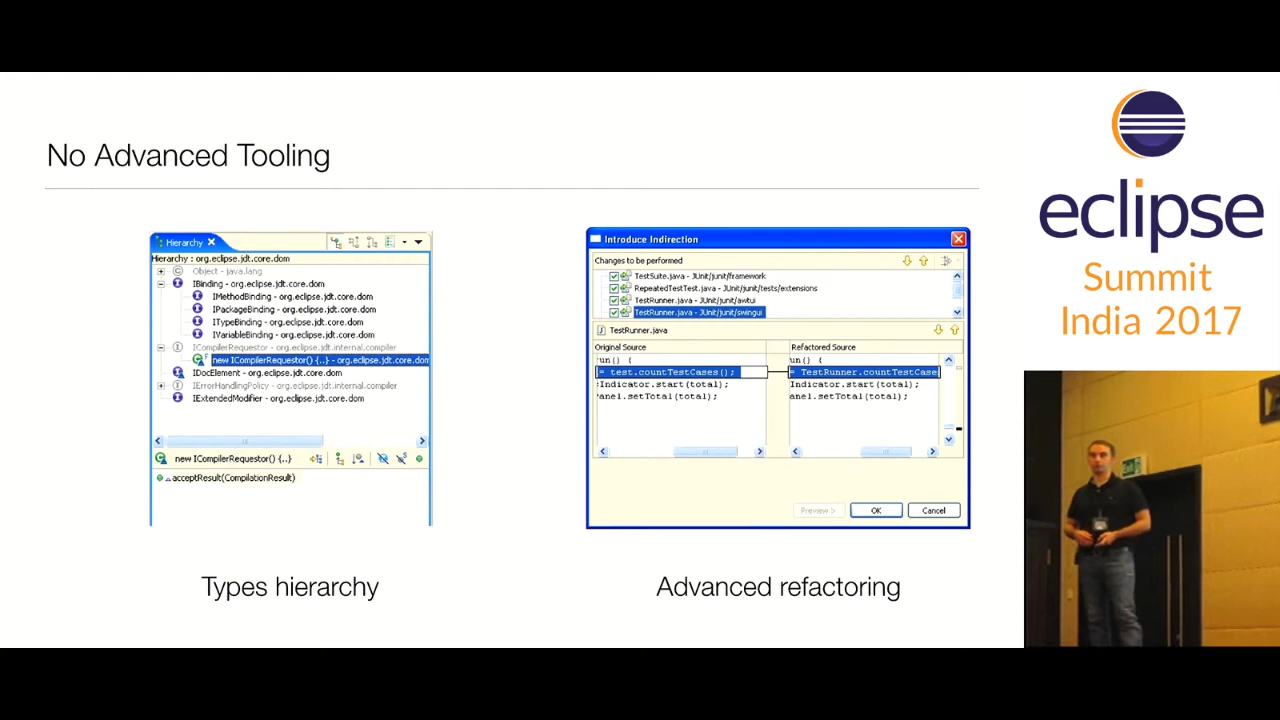 No Advanced Tooling
Hierarchy
Hierarchy : org.eclipse.jdt.core.dom
Object - java.lang
IBinding - org.eclipse.jdt.core.dom
IMethodBinding - org.eclipse.jdt.core.dom
IPackageBinding - org.eclipse.jdt.core.dom
ITypeBinding - org.eclipse.jdt.core.dom
IVariableBinding - org.eclipse.jdt.core.dom
ICompilerRequestor - org.eclipse.jdt.internal.compiler
new ICompilerRequestor() {..} - org.eclipse.jdt.core.dom
IDocElement - org.eclipse.jdt.core.dom
IErrorHandlingPolicy - org.eclipse.jdt.internal.compiler
IExtendedModifier - org.eclipse.jdt.core.dom
new ICompilerRequestor() {..}
acceptResult(CompilationResult)
Types hierarchy
Introduce Indirection
Changes to be performed
TestSuite.java - JUnit/junit/framework
RepeatedTestTest.java - JUnit/junit/tests/extensions
TestRunner.java - JUnit/junit/awtui
TestRunner.java - JUnit/junit/swingui
TestRunner.java
Original Source
un() {
= test.countTestCases();
Indicator.start(total);
anel.setTotal(total);
Refactored Source
un() {
= TestRunner.countTestCase
Indicator.start(total);
anel.setTotal(total);
Preview >
OK
Cancel
Advanced refactoring
eclipse
Summit
India 2017